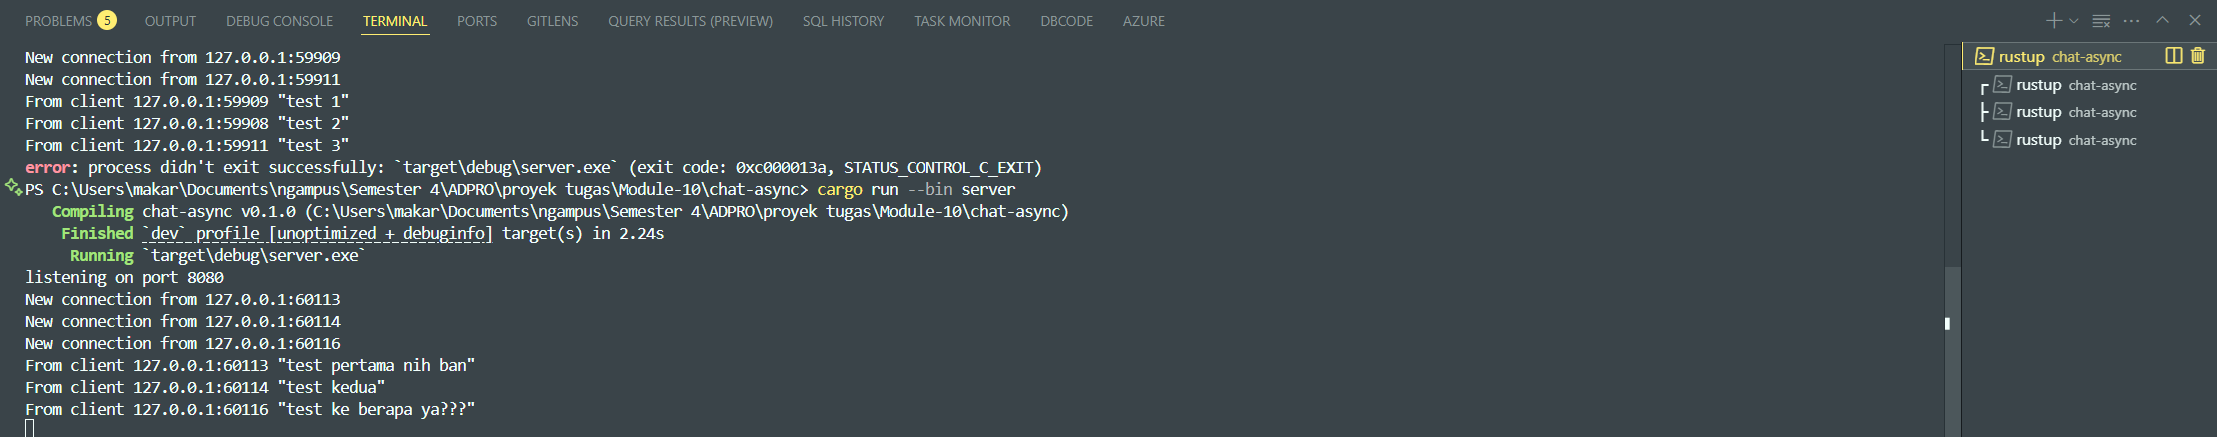 PROBLEMS 5 OUTPUT DEBUG CONSOLE TERMINAL PORTS GITLENS QUERY RESULTS (PREVIEW) SQL HISTORY TASK MONITOR DBCODE AZURE
New connection from 127.0.0.1:59909
New connection from 127.0.0.1:59911
From client 127.0.0.1:59909 "test 1"
From client 127.0.0.1:59908 "test 2"
From client 127.0.0.1:59911 "test 3"
error: process didn't exit successfully: `target\debug\server.exe` (exit code: 0xc000013a, STATUS_CONTROL_C_EXIT)
PS C:\Users\makar\Documents\ngampus\Semester 4\ADPRO\proyek tugas\Module-10\chat-async> cargo run --bin server
Compiling chat-async v0.1.0 (C:\Users\makar\Documents\ngampus\Semester 4\ADPRO\proyek tugas\Module-10\chat-async)
Finished `dev` profile [unoptimized + debuginfo] target(s) in 2.24s
Running `target\debug\server.exe`
listening on port 8080
New connection from 127.0.0.1:60113
New connection from 127.0.0.1:60114
New connection from 127.0.0.1:60116
From client 127.0.0.1:60113 "test pertama nih ban"
From client 127.0.0.1:60114 "test kedua"
From client 127.0.0.1:60116 "test ke berapa ya???"
rustup chat-async
rustup chat-async
rustup chat-async
rustup chat-async